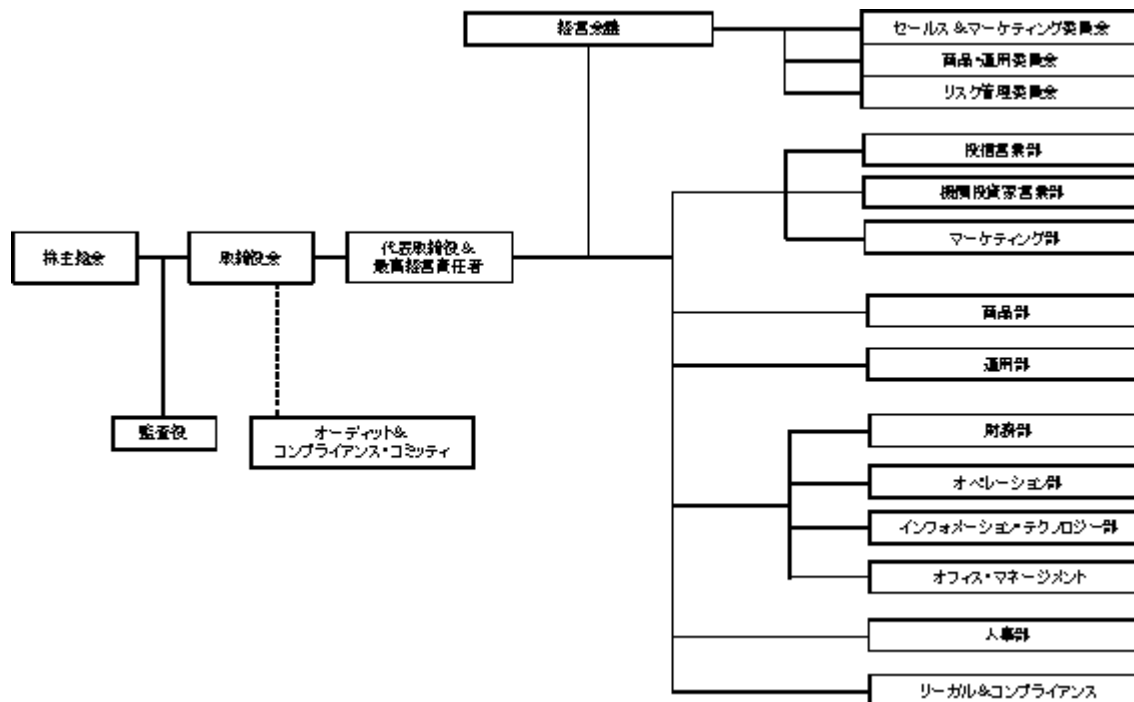 経営会議
セールス&マーケティング委員会
商品・運用委員会
リスク管理委員会
投信営業部
機関投資家営業部
マーケティング部
株主総会
取締役会
代表取締役&
最高経営責任者
商品部
運用部
監査役
オーディット&
コンプライアンス・コミッティ
財務部
オペレーション部
インフォメーション・テクノロジー部
オフィス・マネージメント
人事部
リーガル&コンプライアンス